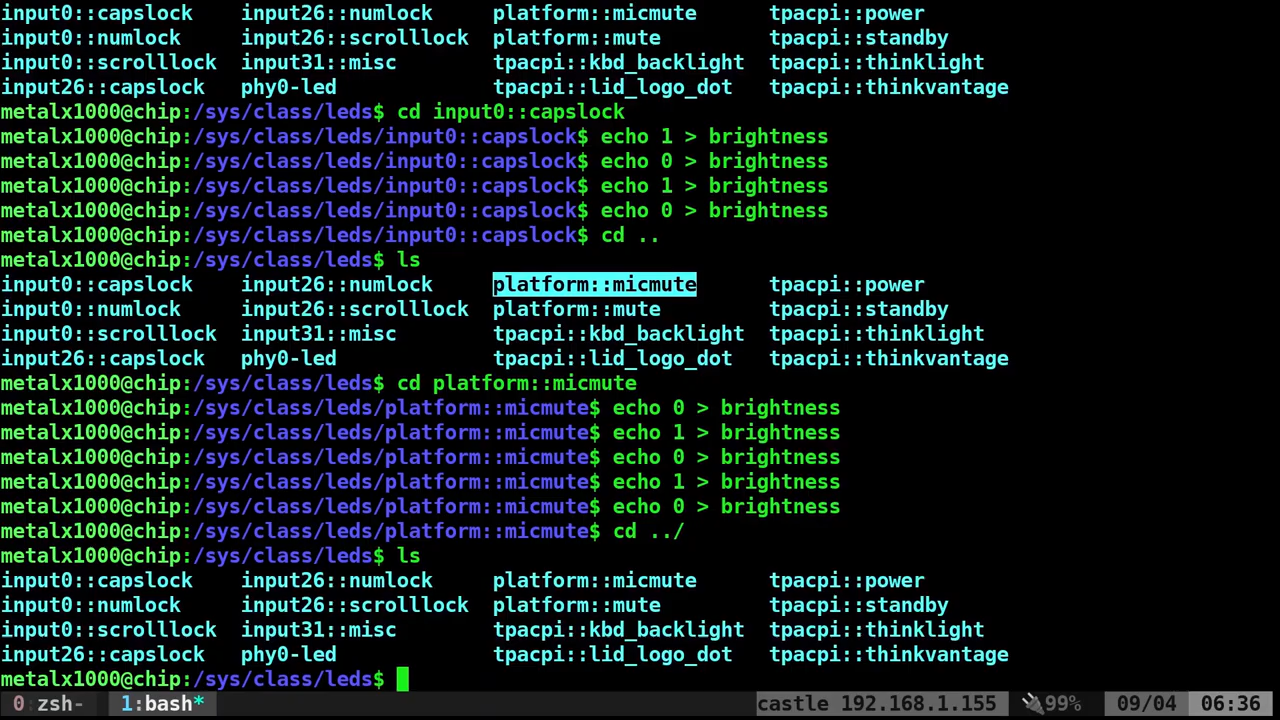 input0::capslock    input26::numlock     platform::micmute      tpacpi::power
input0::numlock     input26::scrolllock  platform::mute         tpacpi::standby
input0::scrolllock  input31::misc        tpacpi::kbd_backlight  tpacpi::thinklight
input26::capslock   phy0-led             tpacpi::lid_logo_dot   tpacpi::thinkvantage
metalx1000@chip:/sys/class/leds$ cd input0::capslock
metalx1000@chip:/sys/class/leds/input0::capslock$ echo 1 > brightness
metalx1000@chip:/sys/class/leds/input0::capslock$ echo 0 > brightness
metalx1000@chip:/sys/class/leds/input0::capslock$ echo 1 > brightness
metalx1000@chip:/sys/class/leds/input0::capslock$ echo 0 > brightness
metalx1000@chip:/sys/class/leds/input0::capslock$ cd ..
metalx1000@chip:/sys/class/leds$ ls
input0::capslock    input26::numlock     platform::micmute      tpacpi::power
input0::numlock     input26::scrolllock  platform::mute         tpacpi::standby
input0::scrolllock  input31::misc        tpacpi::kbd_backlight  tpacpi::thinklight
input26::capslock   phy0-led             tpacpi::lid_logo_dot   tpacpi::thinkvantage
metalx1000@chip:/sys/class/leds$ cd platform::micmute
metalx1000@chip:/sys/class/leds/platform::micmute$ echo 0 > brightness
metalx1000@chip:/sys/class/leds/platform::micmute$ echo 1 > brightness
metalx1000@chip:/sys/class/leds/platform::micmute$ echo 0 > brightness
metalx1000@chip:/sys/class/leds/platform::micmute$ echo 1 > brightness
metalx1000@chip:/sys/class/leds/platform::micmute$ echo 0 > brightness
metalx1000@chip:/sys/class/leds/platform::micmute$ cd ../
metalx1000@chip:/sys/class/leds$ ls
input0::capslock    input26::numlock     platform::micmute      tpacpi::power
input0::numlock     input26::scrolllock  platform::mute         tpacpi::standby
input0::scrolllock  input31::misc        tpacpi::kbd_backlight  tpacpi::thinklight
input26::capslock   phy0-led             tpacpi::lid_logo_dot   tpacpi::thinkvantage
metalx1000@chip:/sys/class/leds$
0:zsh-  1:bash*  castle 192.168.1.155  🔌99%  09/04  06:36